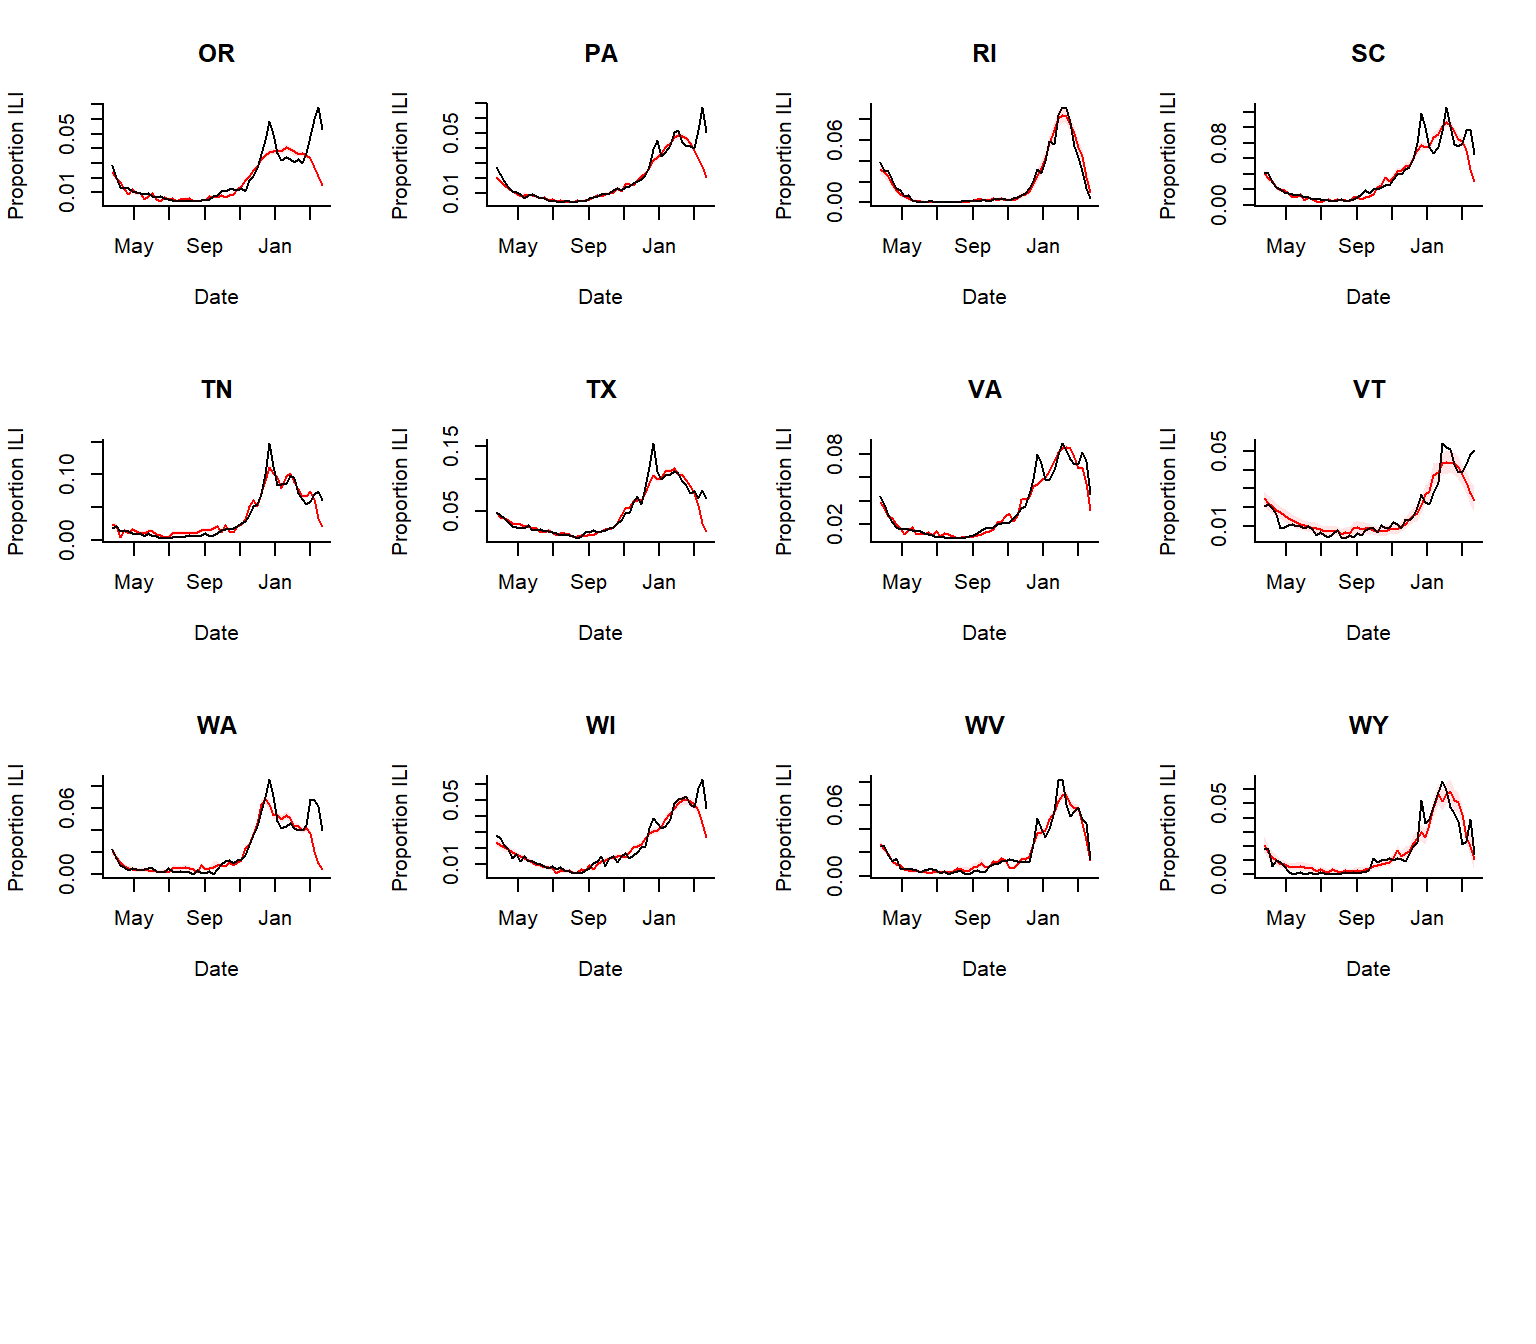 OR
Proportion ILI
0.01
0.05
May Sep Jan
Date
PA
Proportion ILI
0.01
0.05
May Sep Jan
Date
RI
Proportion ILI
0.00
0.06
May Sep Jan
Date
SC
Proportion ILI
0.00
0.08
May Sep Jan
Date
TN
Proportion ILI
0.00
0.10
May Sep Jan
Date
TX
Proportion ILI
0.05
0.15
May Sep Jan
Date
VA
Proportion ILI
0.02
0.08
May Sep Jan
Date
VT
Proportion ILI
0.01
0.05
May Sep Jan
Date
WA
Proportion ILI
0.00
0.06
May Sep Jan
Date
WI
Proportion ILI
0.01
0.05
May Sep Jan
Date
WV
Proportion ILI
0.00
0.06
May Sep Jan
Date
WY
Proportion ILI
0.00
0.05
May Sep Jan
Date